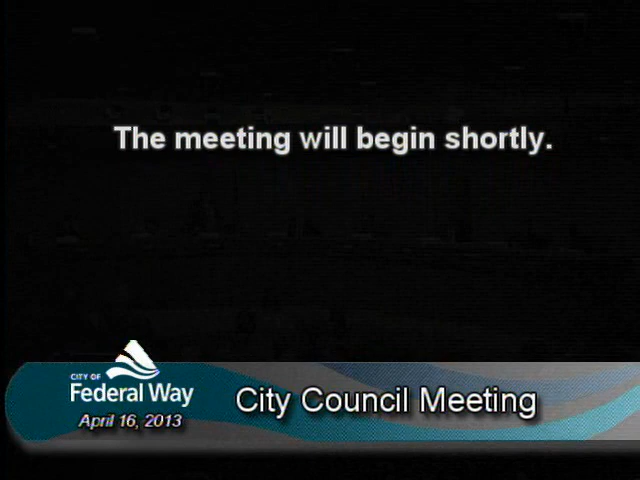 The meeting will begin shortly.
CITY OF
Federal Way
April 16, 2013
City Council Meeting